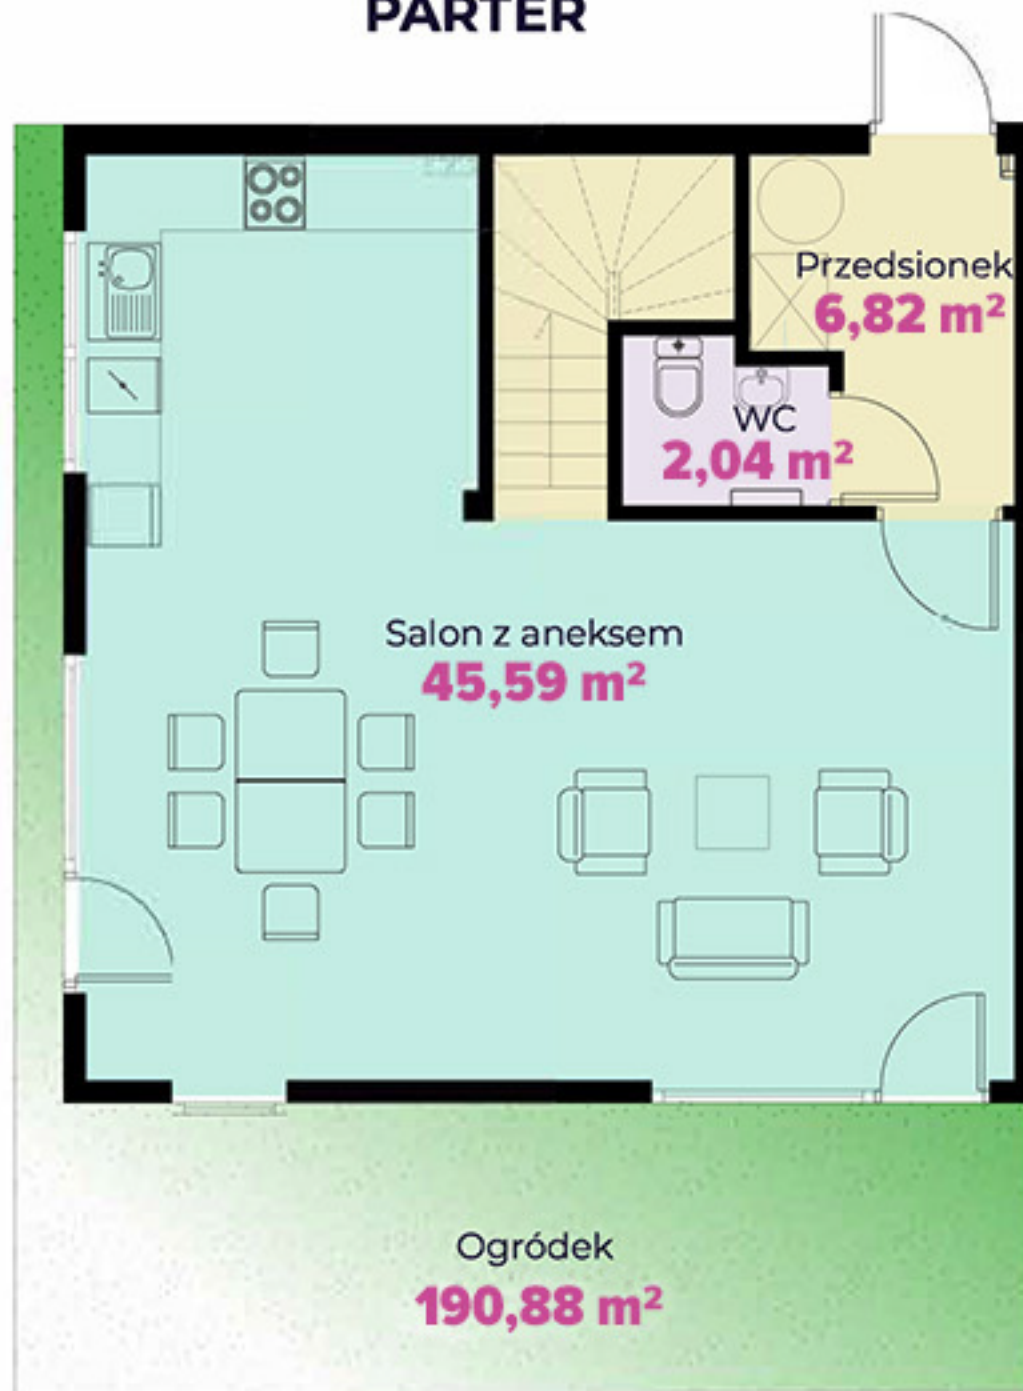 PARTER
Przedsionek
6,82 m²
WC
2,04 m²
Salon z aneksem
45,59 m²
Ogródek
190,88 m²